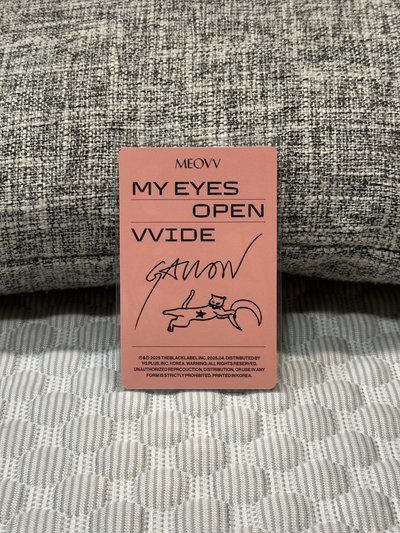 MEOVV
MY EYES
OPEN
VVIDE
GAWON
℗&© 2025 THEBLACKLABEL INC. 2025.04. DISTRIBUTED BY
YG PLUS, INC. KOREA. WARNING: ALL RIGHTS RESERVED.
UNAUTHORIZED REPRODUCTION, DISTRIBUTION, OR USE IN ANY
FORM IS STRICTLY PROHIBITED. PRINTED IN KOREA.